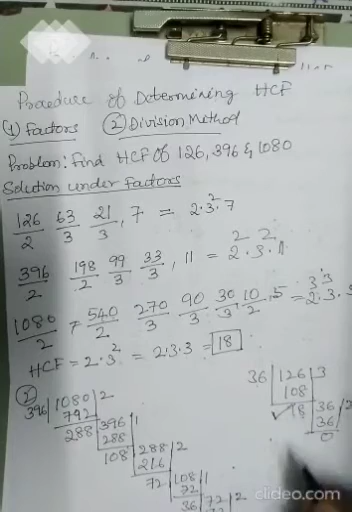 Procedure of Determining HCF
(1) Factors (2) Division Method
Problem: Find HCF of 126, 396 & 1080
Solution under Factors
126/2 63/3 21/3, 7 = 2·3²·7
396/2 198/2 99/3 33/3, 11 = 2²·3²·11
1080/2 = 540/2 270/3 90/3 30/3 10/2, 5 = 2³·3³·5
HCF = 2·3² = 2·3·3 = 18
(2) 396 | 1080 | 2
792
288 | 396 | 1
288
108 | 288 | 2
216
72 | 108 | 1
72
36 | 72 | 2
72
36 | 126 | 3
108
✓18 | 36 | 2
36
0
clideo.com